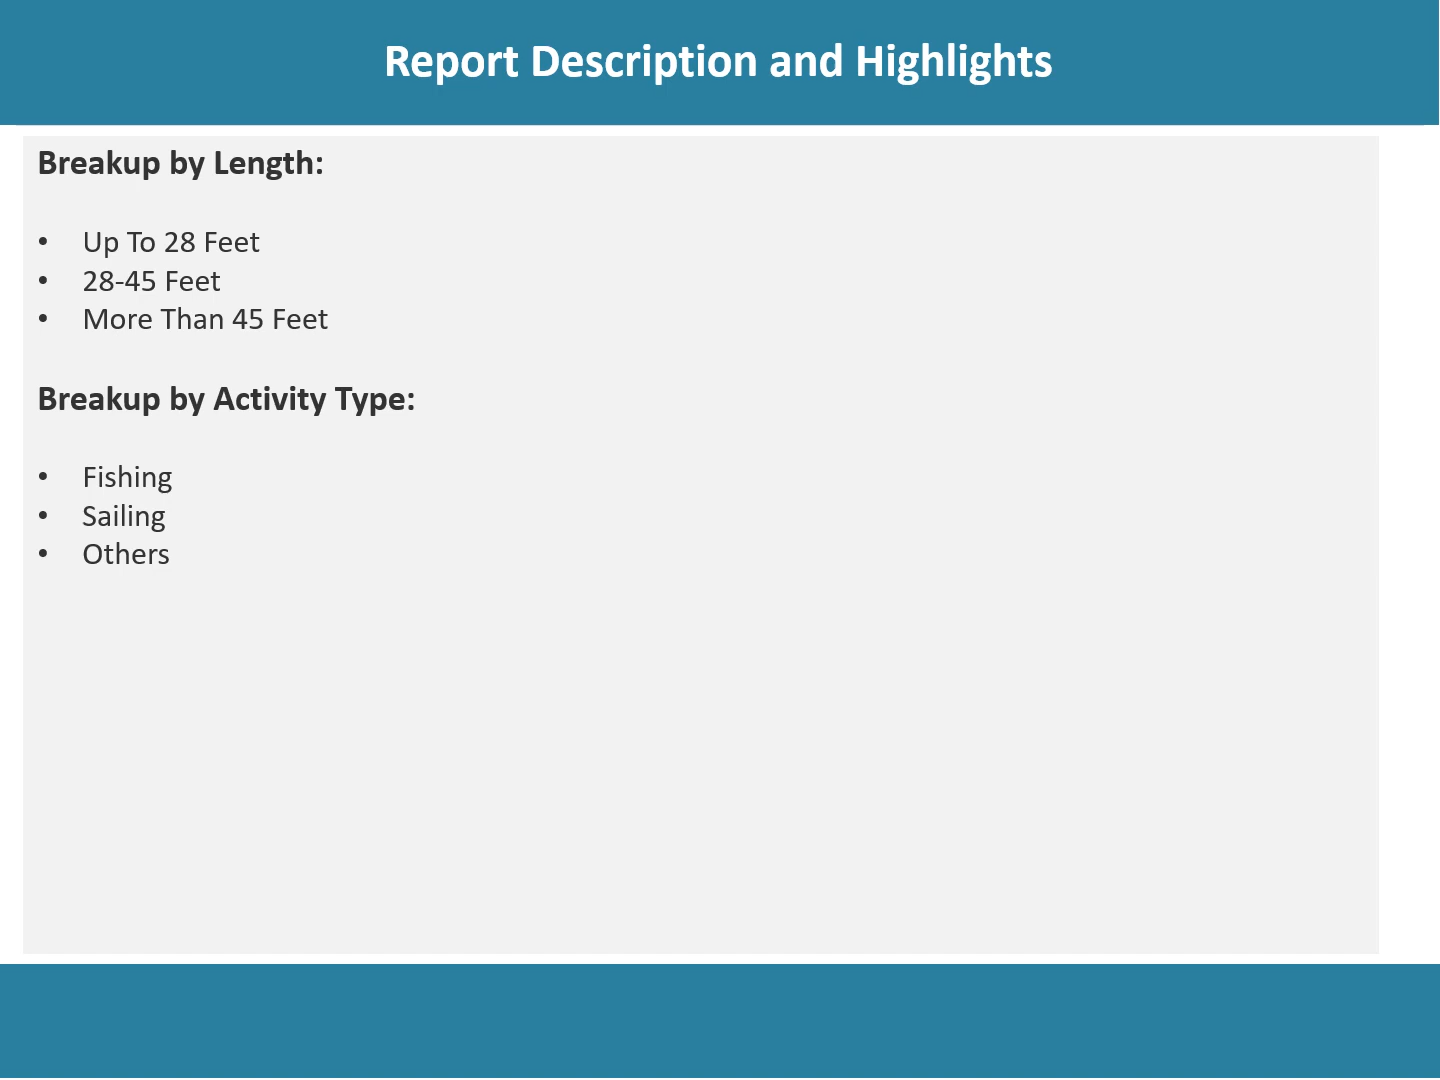 Report Description and Highlights
Breakup by Length:
• Up To 28 Feet
• 28-45 Feet
• More Than 45 Feet
Breakup by Activity Type:
• Fishing
• Sailing
• Others